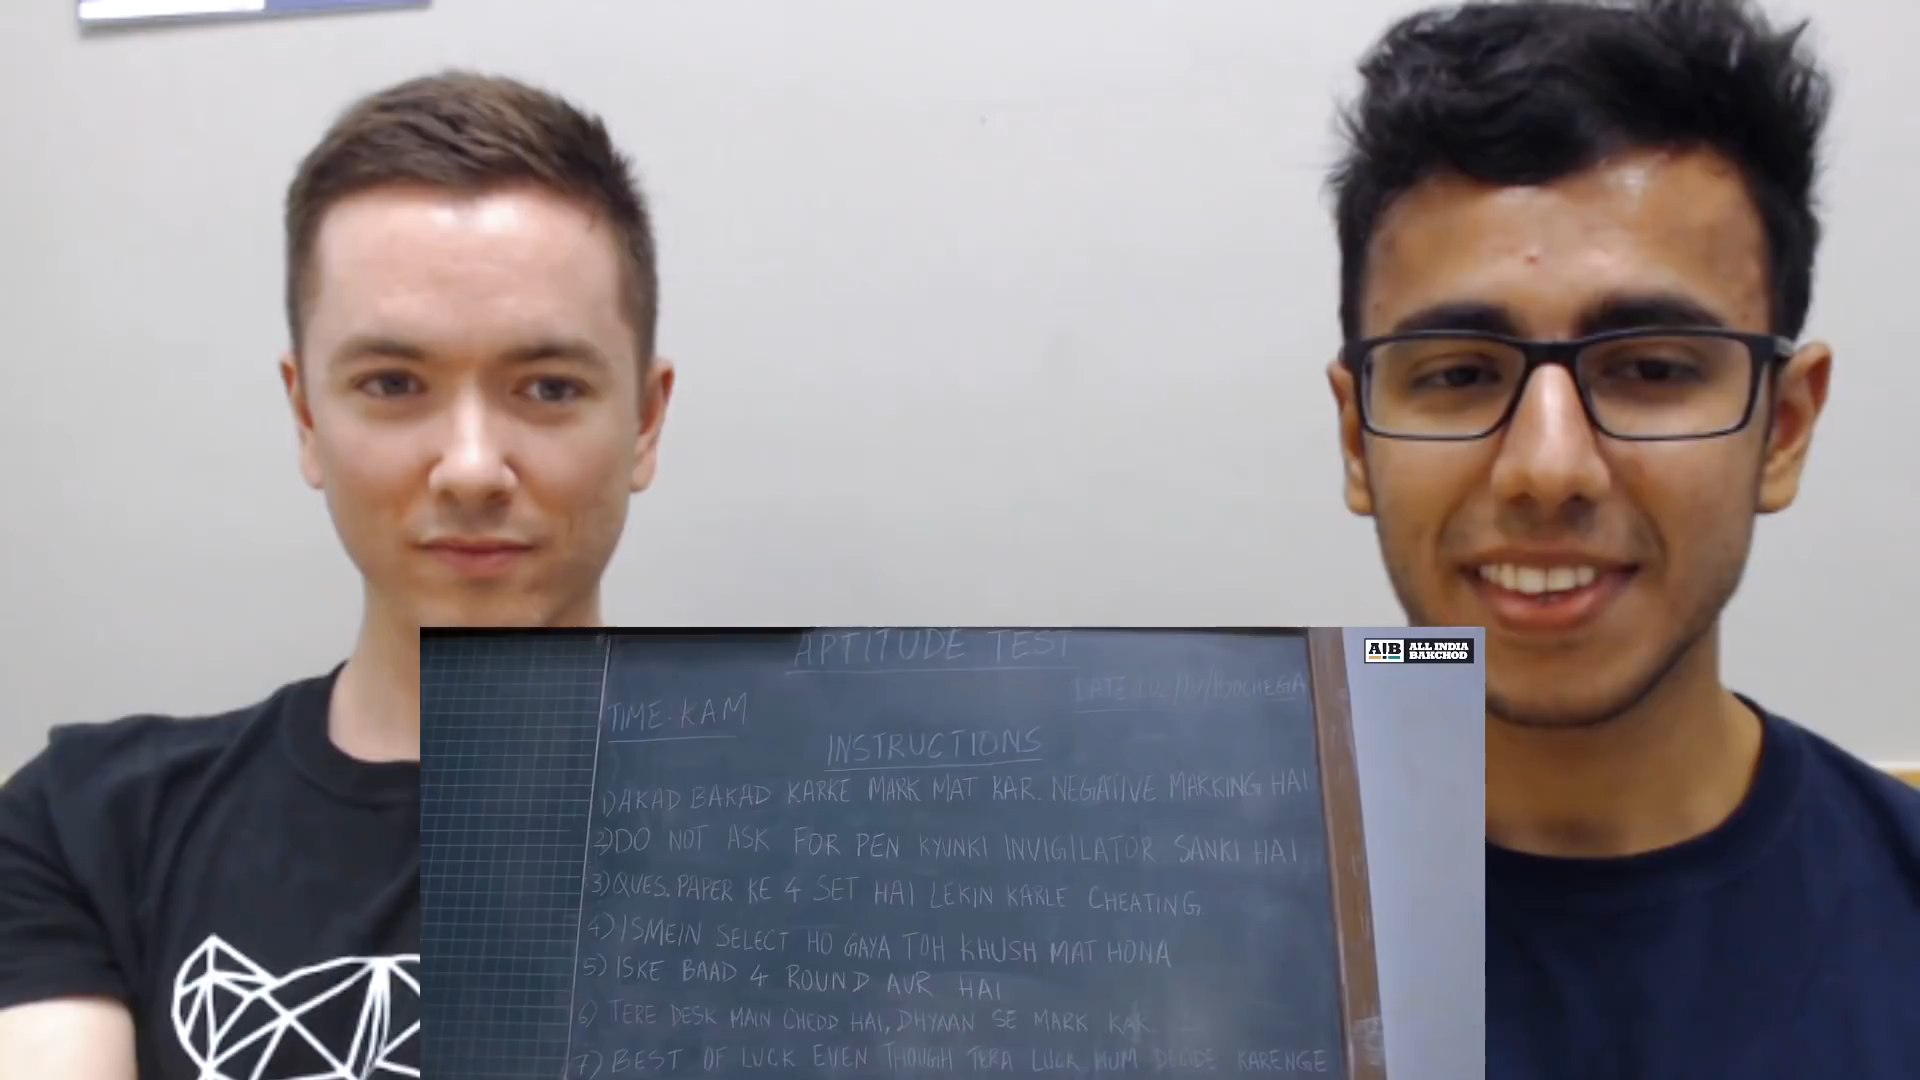 APTITUDE TEST
A!B ALL INDIA
BAKCHOD
TIME: KAM
INSTRUCTIONS
1) AKAD BAKAD KARKE MARK MAT KAR. NEGATIVE MARKING HAI
2) DO NOT ASK FOR PEN KYUNKI INVIGILATOR SANKI HAI
3) QUES. PAPER KE 4 SET HAI LEKIN KARLE CHEATING
4) ISMEIN SELECT HO GAYA TOH KHUSH MAT HONA
5) ISKE BAAD 4 ROUND AUR HAI
6) TERE DESK MAIN CHEDD HAI, DHYAAN SE MARK KAR
7) BEST OF LUCK EVEN THOUGH TERA LUCK HUM DECIDE KARENGE